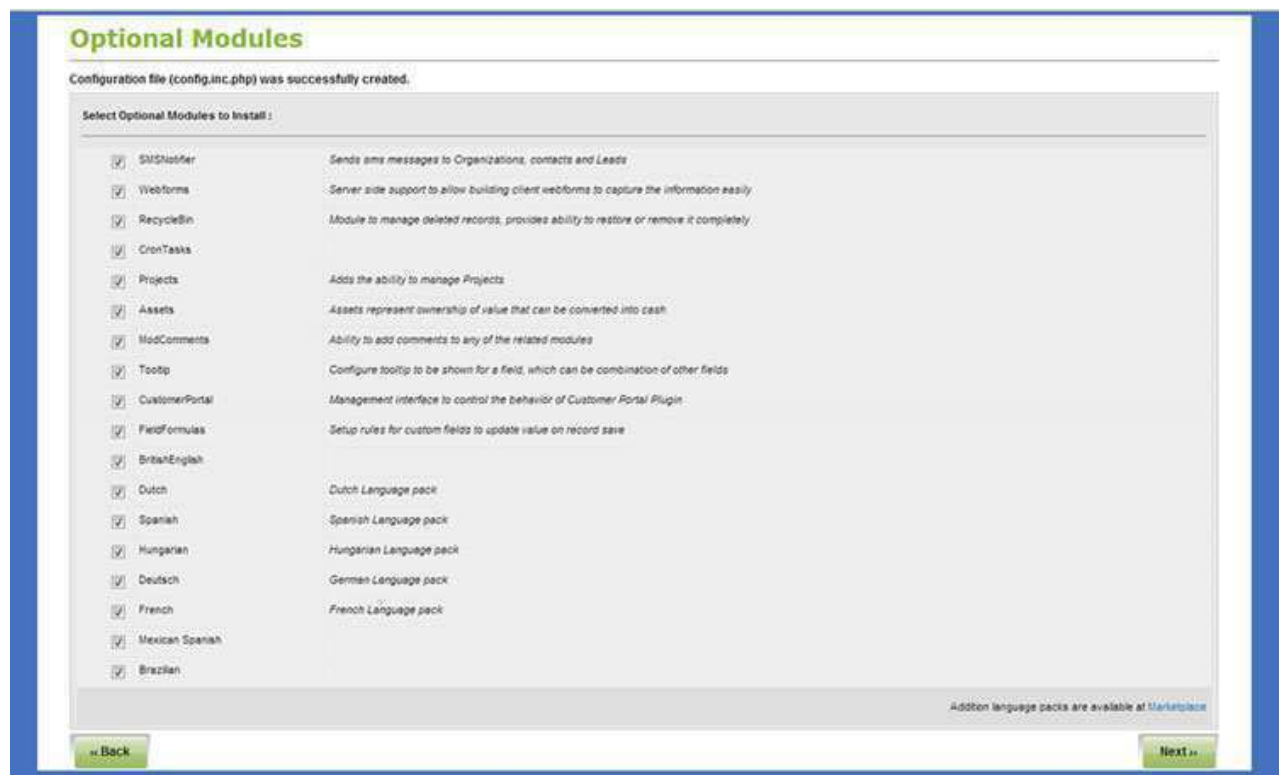 Optional Modules
Configuration file (config.inc.php) was successfully created.
Select Optional Modules to Install :
SMSNotifier Sends sms messages to Organizations, contacts and Leads
Webforms Server side support to allow building client webforms to capture the information easily
RecycleBin Module to manage deleted records, provides ability to restore or remove it completely
CronTasks
Projects Adds the ability to manage Projects
Assets Assets represent ownership of value that can be converted into cash
ModComments Ability to add comments to any of the related modules
Tooltip Configure tooltip to be shown for a field, which can be combination of other fields
CustomerPortal Management interface to control the behavior of Customer Portal Plugin
FieldFormulas Setup rules for custom fields to update value on record save
BritishEnglish
Dutch Dutch Language pack
Spanish Spanish Language pack
Hungarian Hungarian Language pack
Deutsch German Language pack
French French Language pack
Mexican Spanish
Brazilian
Addition language packs are available at Marketplace
‹‹ Back
Next ››